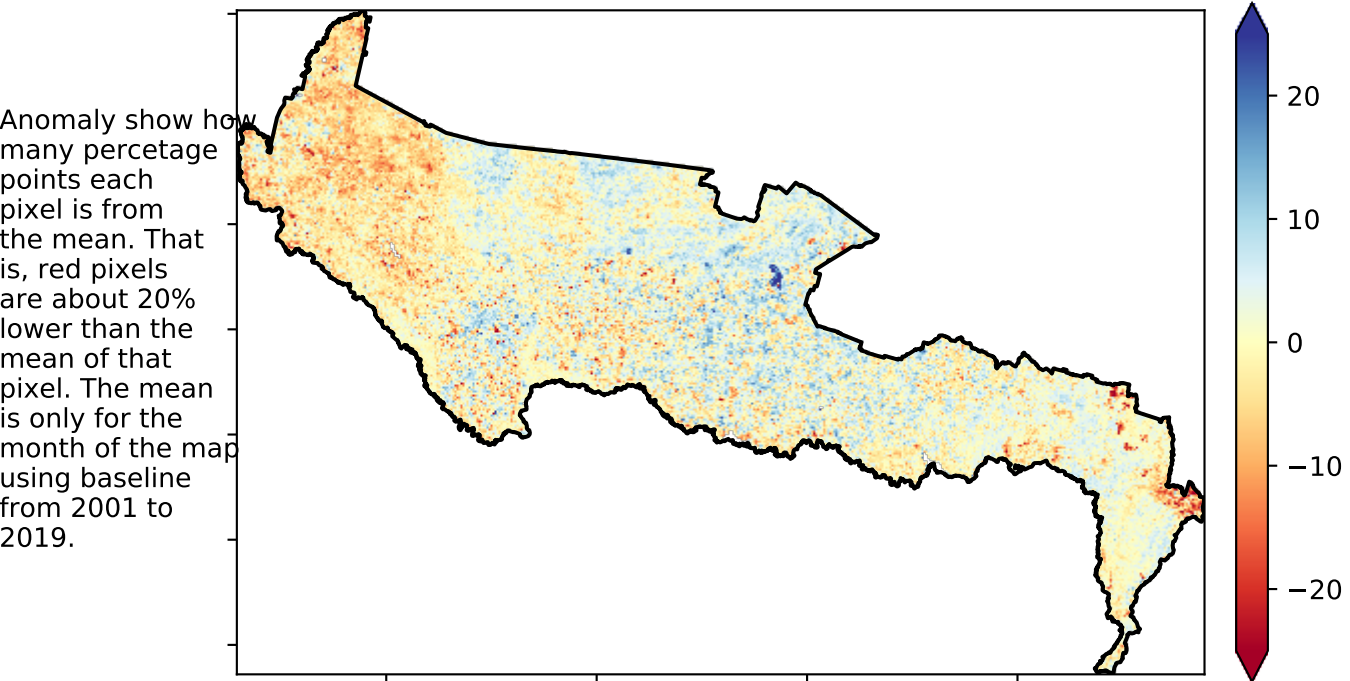 Anomaly show how
many percetage
points each
pixel is from
the mean. That
is, red pixels
are about 20%
lower than the
mean of that
pixel. The mean
is only for the
month of the map
using baseline
from 2001 to
2019.
20
10
0
−10
−20